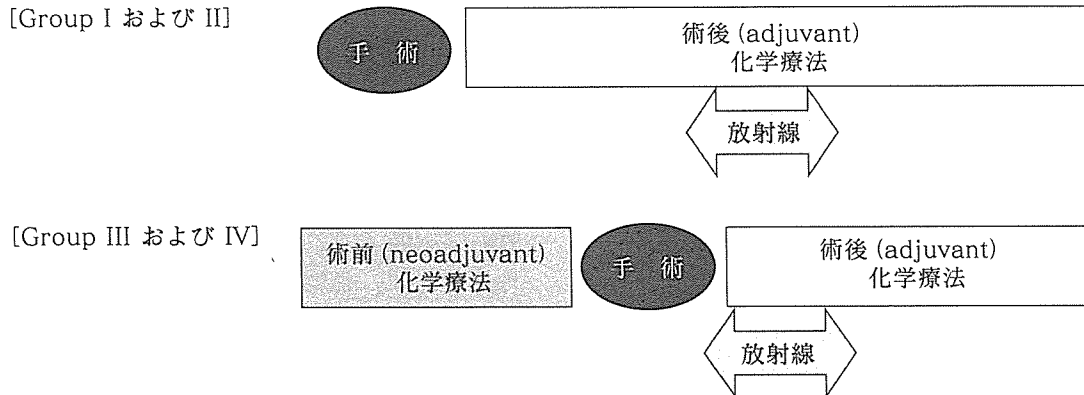 [Group I および II]
手 術
術後 (adjuvant)
化学療法
放射線
[Group III および IV]
術前 (neoadjuvant)
化学療法
手 術
術後 (adjuvant)
化学療法
放射線